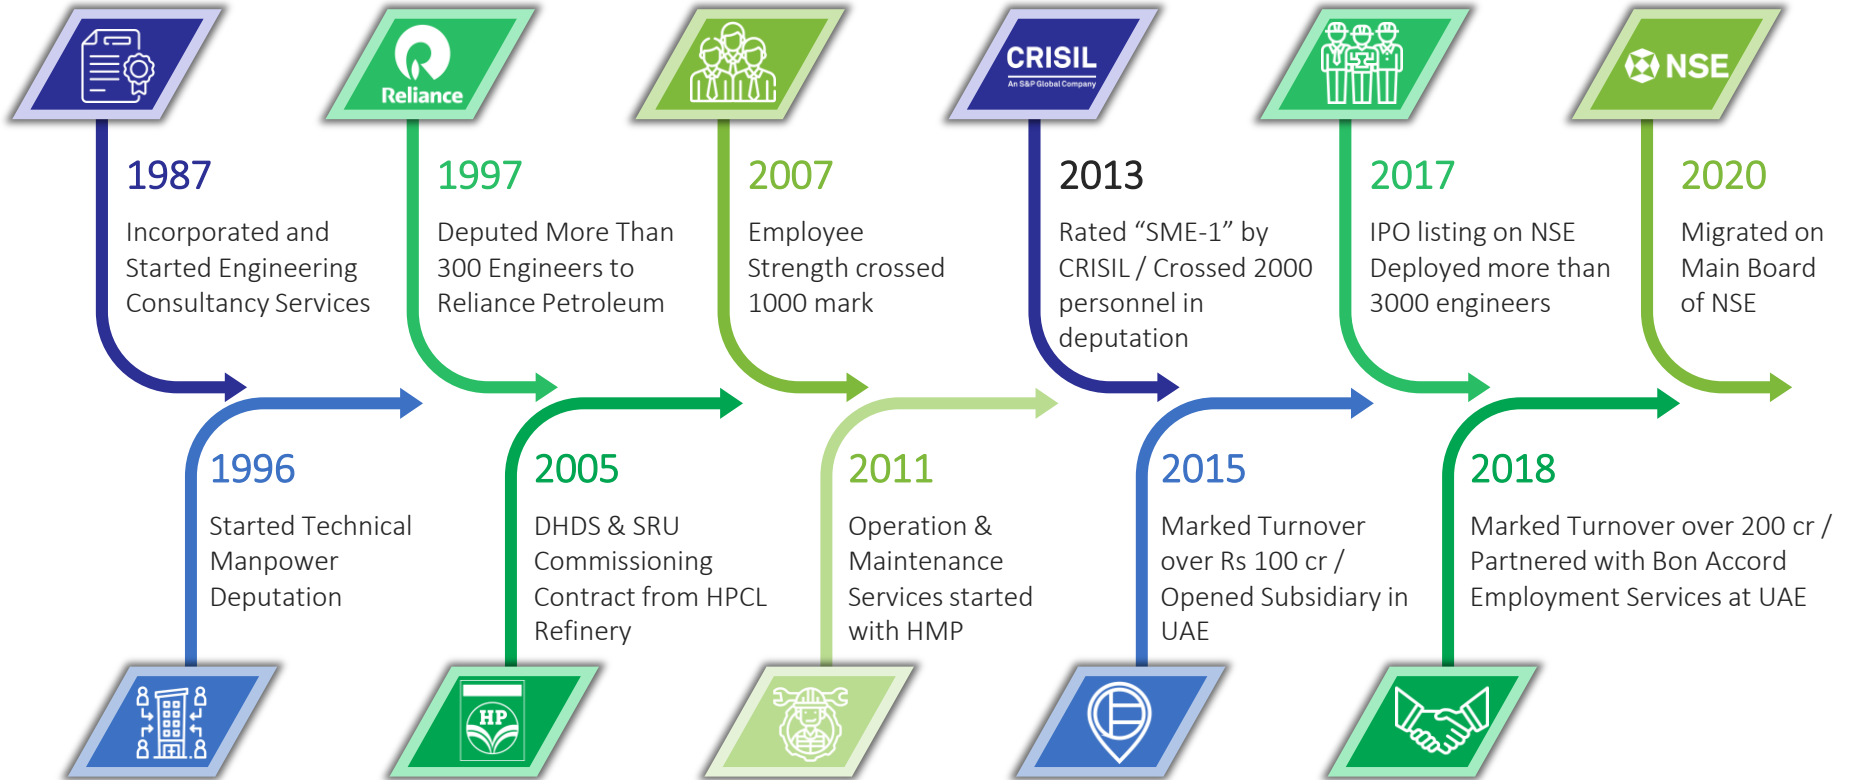 CRISIL
An S&P Global Company
Reliance
NSE
1987
Incorporated and
Started Engineering
Consultancy Services
1997
Deputed More Than
300 Engineers to
Reliance Petroleum
2007
Employee
Strength crossed
1000 mark
2013
Rated “SME-1” by
CRISIL / Crossed 2000
personnel in
deputation
2017
IPO listing on NSE
Deployed more than
3000 engineers
2020
Migrated on
Main Board
of NSE
1996
Started Technical
Manpower
Deputation
2005
DHDS & SRU
Commissioning
Contract from HPCL
Refinery
2011
Operation &
Maintenance
Services started
with HMP
2015
Marked Turnover
over Rs 100 cr /
Opened Subsidiary in
UAE
2018
Marked Turnover over 200 cr /
Partnered with Bon Accord
Employment Services at UAE
HP